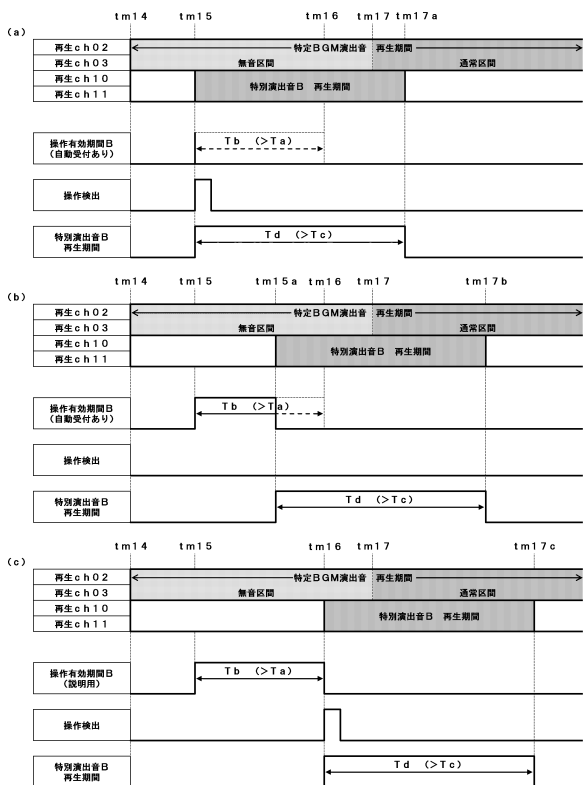 tm14 tm15 tm16 tm17 tm17a
(a)
再生ch02 特定BGM演出音 再生期間
再生ch03 無音区間 通常区間
再生ch10 特別演出音B 再生期間
再生ch11
操作有効期間B Tb (>Ta)
(自動受付あり)
操作検出
特別演出音B Td (>Tc)
再生期間
tm14 tm15 tm15a tm16 tm17 tm17b
(b)
再生ch02 特定BGM演出音 再生期間
再生ch03 無音区間 通常区間
再生ch10 特別演出音B 再生期間
再生ch11
操作有効期間B Tb (>Ta)
(自動受付あり)
操作検出
特別演出音B Td (>Tc)
再生期間
tm14 tm15 tm16 tm17 tm17c
(c)
再生ch02 特定BGM演出音 再生期間
再生ch03 無音区間 通常区間
再生ch10 特別演出音B 再生期間
再生ch11
操作有効期間B Tb (>Ta)
(説明用)
操作検出
特別演出音B Td (>Tc)
再生期間